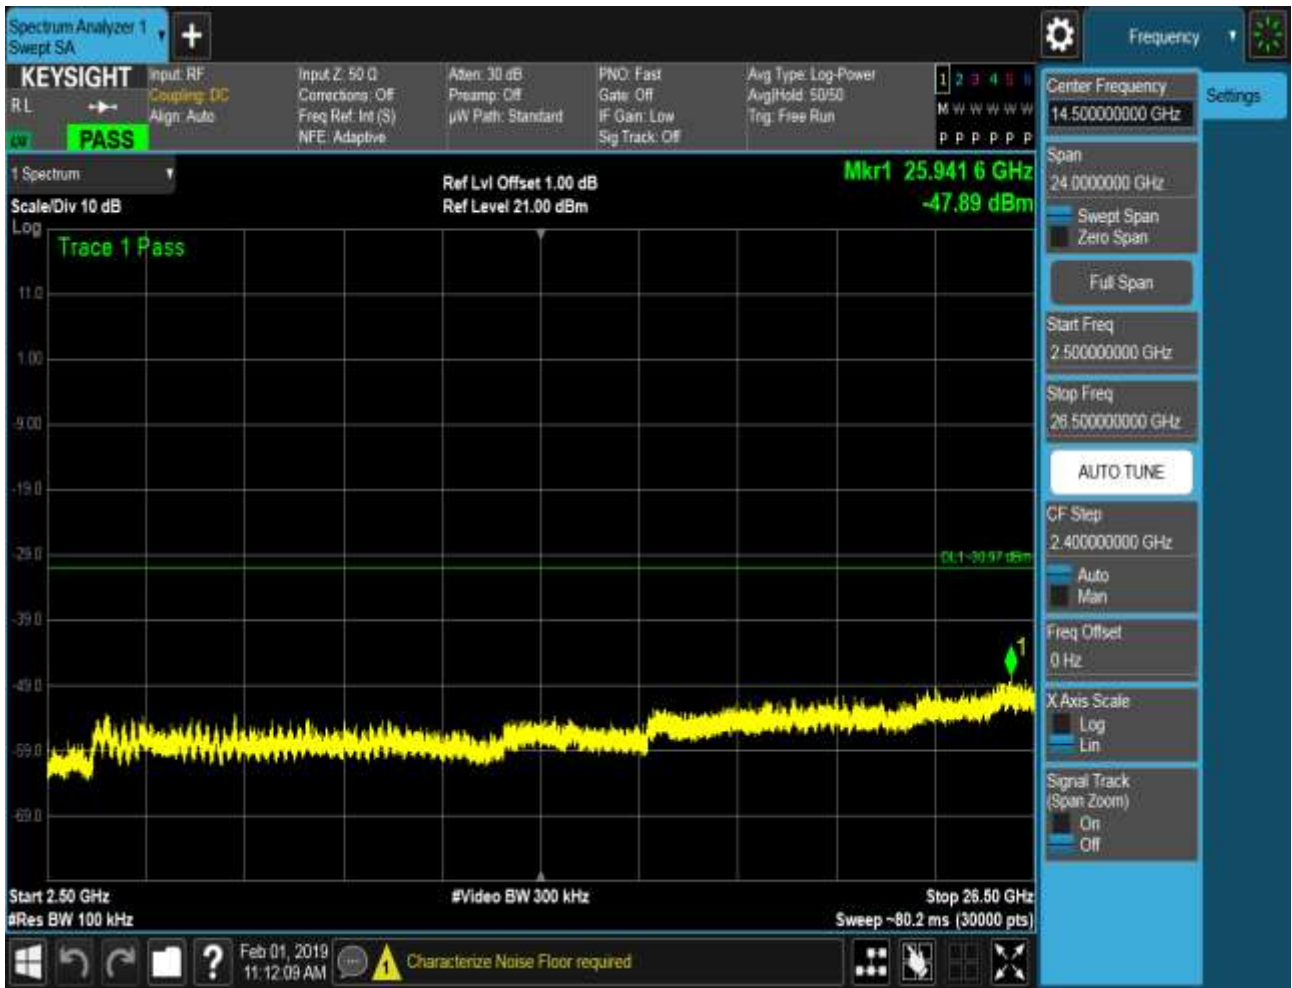 Spectrum Analyzer 1
Swept SA
Frequency
KEYSIGHT
R L
PASS
Input: RF
Coupling: DC
Align: Auto
Input Z: 50 Ω
Corrections: Off
Freq Ref: Int (S)
NFE: Adaptive
Atten: 30 dB
Preamp: Off
µW Path: Standard
PNO: Fast
Gate: Off
IF Gain: Low
Sig Track: Off
Avg Type: Log-Power
Avg|Hold: 50/50
Trig: Free Run
1 2 3 4 5 6
M W W W W W
P P P P P P
1 Spectrum
Scale/Div 10 dB
Log
Ref Lvl Offset 1.00 dB
Ref Level 21.00 dBm
Mkr1 25.941 6 GHz
-47.89 dBm
Trace 1 Pass
11.0
1.00
-9.00
-19.0
-29.0
-39.0
-49.0
-59.0
-69.0
DL1 -30.97 dBm
1
Start 2.50 GHz
#Res BW 100 kHz
#Video BW 300 kHz
Stop 26.50 GHz
Sweep ~80.2 ms (30000 pts)
Feb 01, 2019
11:12:09 AM
1
Characterize Noise Floor required
Center Frequency
14.500000000 GHz
Settings
Span
24.0000000 GHz
Swept Span
Zero Span
Full Span
Start Freq
2.500000000 GHz
Stop Freq
26.500000000 GHz
AUTO TUNE
CF Step
2.400000000 GHz
Auto
Man
Freq Offset
0 Hz
X Axis Scale
Log
Lin
Signal Track
(Span Zoom)
On
Off